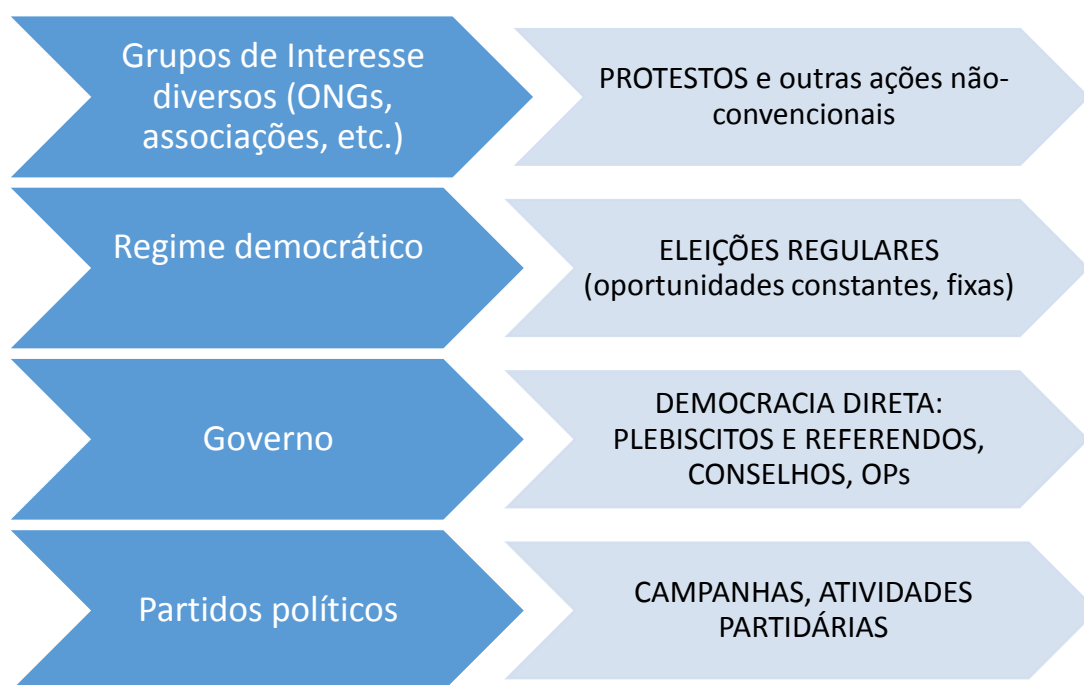 Grupos de Interesse
diversos (ONGs,
associações, etc.)
PROTESTOS e outras ações não-
convencionais
Regime democrático
ELEIÇÕES REGULARES
(oportunidades constantes, fixas)
Governo
DEMOCRACIA DIRETA:
PLEBISCITOS E REFERENDOS,
CONSELHOS, OPs
Partidos políticos
CAMPANHAS, ATIVIDADES
PARTIDÁRIAS